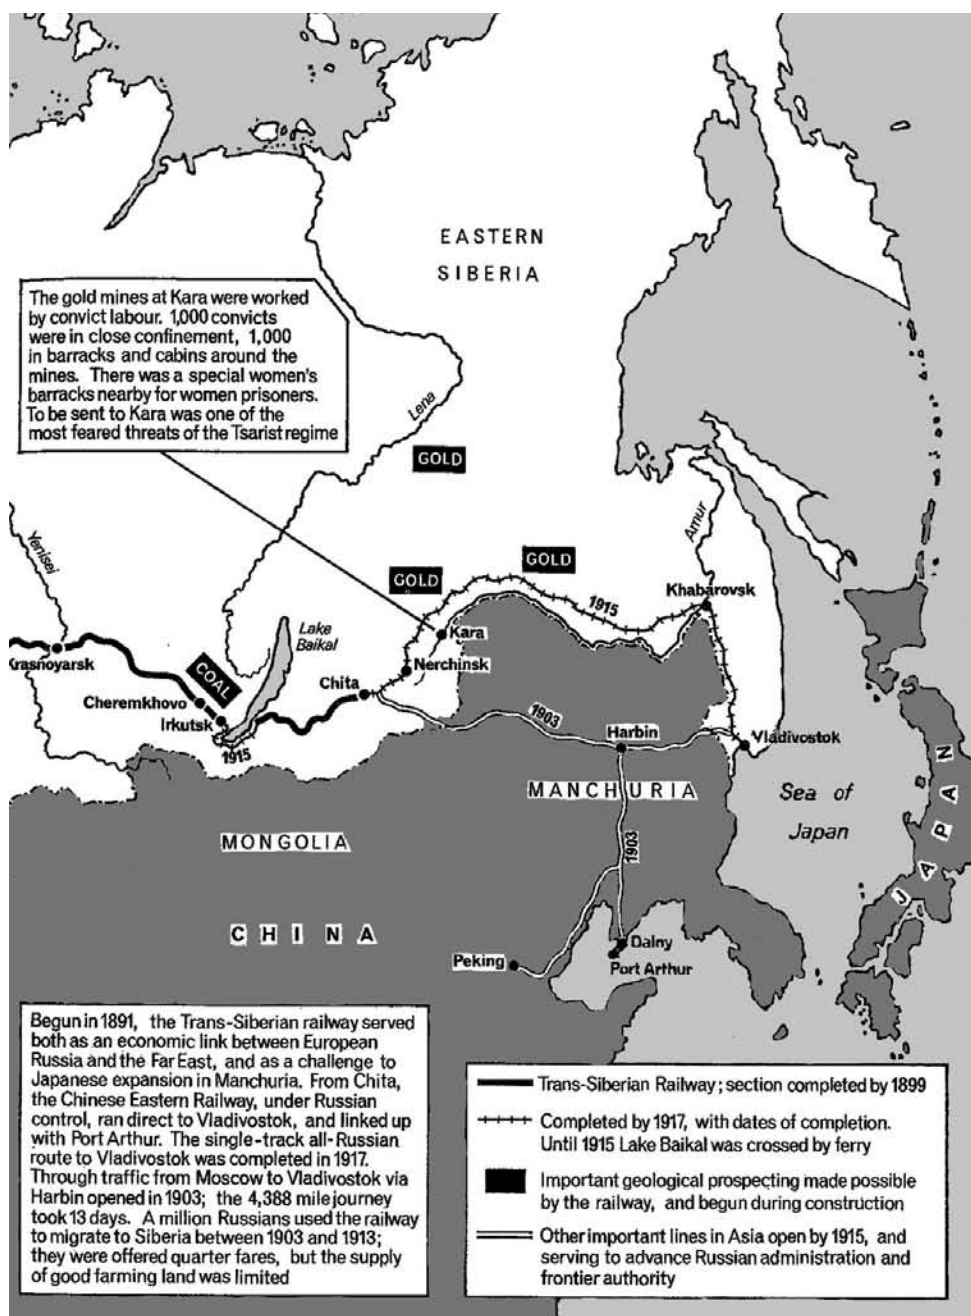 EASTERN
SIBERIA
The gold mines at Kara were worked
by convict labour. 1,000 convicts
were in close confinement, 1,000
in barracks and cabins around the
mines. There was a special women's
barracks nearby for women prisoners.
To be sent to Kara was one of the
most feared threats of the Tsarist regime
Lena
GOLD
Yenisei
Amur
GOLD
GOLD
1915
Khabarovsk
Lake
Baikal
Kara
Krasnoyarsk
COAL
Nerchinsk
Chita
Cheremkhovo
Irkutsk
1915
1903
Harbin
Vladivostok
MANCHURIA
Sea of
Japan
JAPAN
MONGOLIA
1903
CHINA
Dalny
Peking
Port Arthur
Begun in 1891, the Trans-Siberian railway served
both as an economic link between European
Russia and the Far East, and as a challenge to
Japanese expansion in Manchuria. From Chita,
the Chinese Eastern Railway, under Russian
control, ran direct to Vladivostok, and linked up
with Port Arthur. The single-track all-Russian
route to Vladivostok was completed in 1917.
Through traffic from Moscow to Vladivostok via
Harbin opened in 1903; the 4,388 mile journey
took 13 days. A million Russians used the railway
to migrate to Siberia between 1903 and 1913;
they were offered quarter fares, but the supply
of good farming land was limited
Trans-Siberian Railway; section completed by 1899
Completed by 1917, with dates of completion.
Until 1915 Lake Baikal was crossed by ferry
Important geological prospecting made possible
by the railway, and begun during construction
Other important lines in Asia open by 1915, and
serving to advance Russian administration and
frontier authority